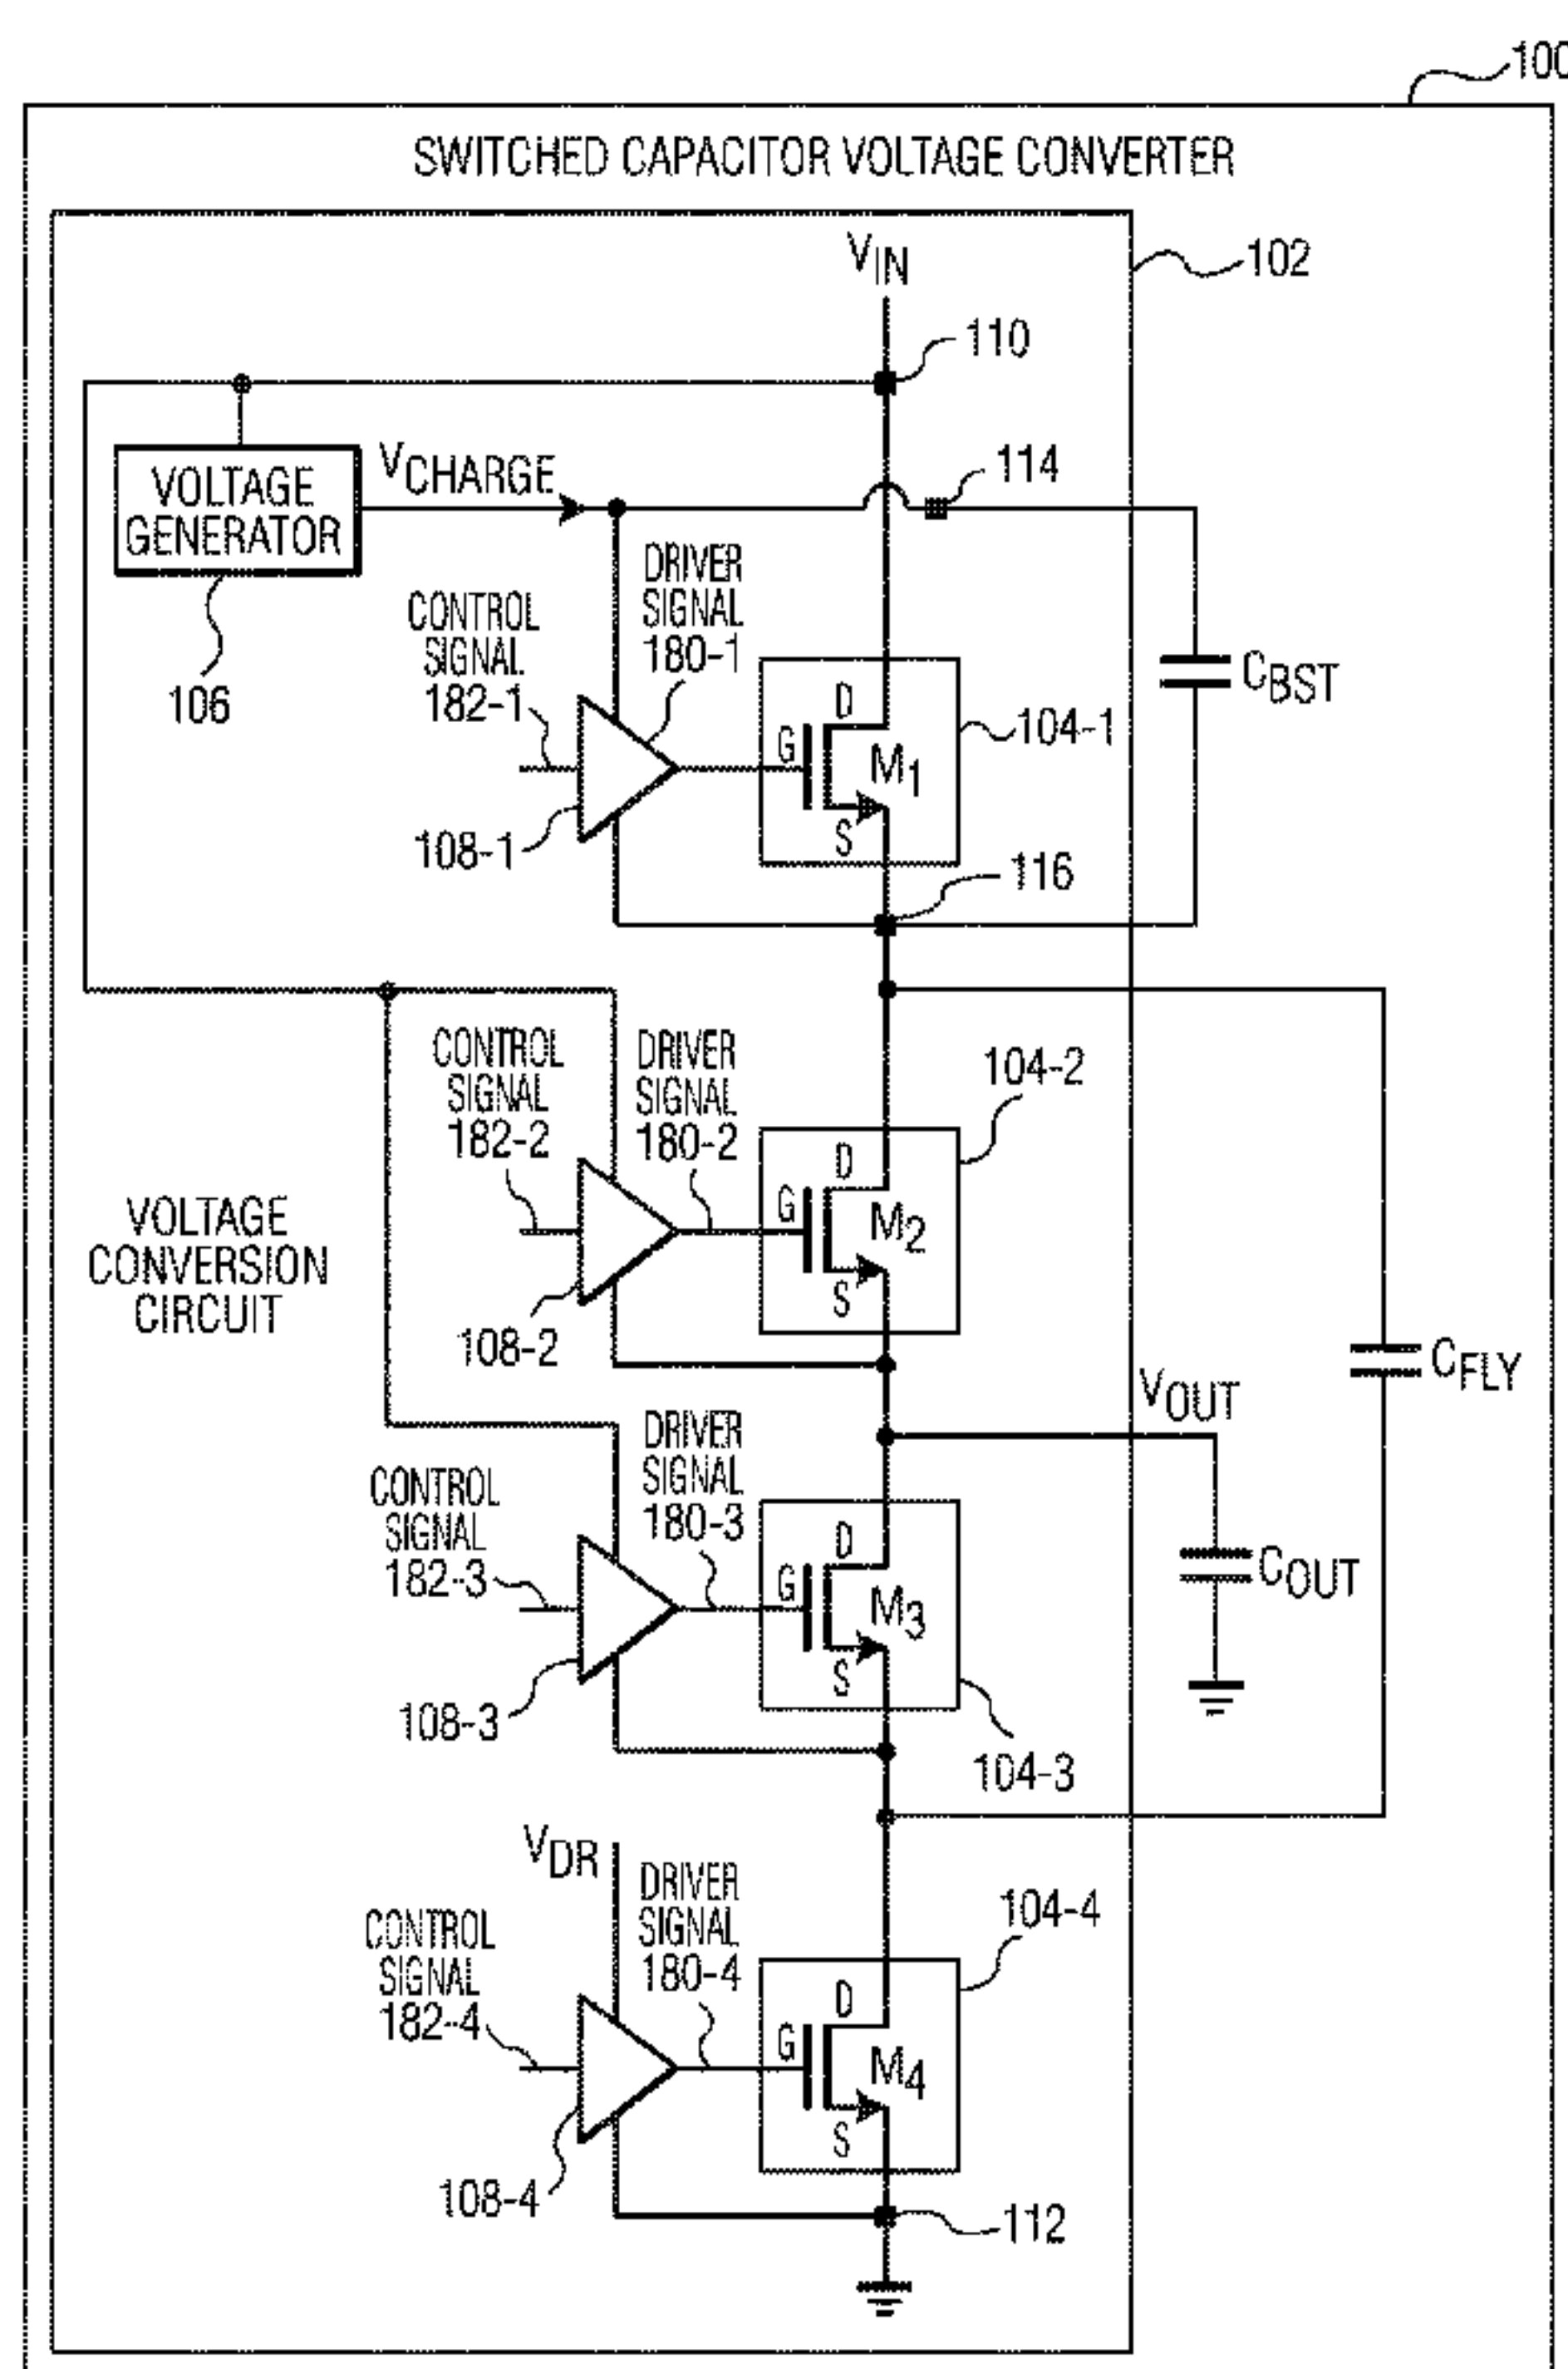 100
SWITCHED CAPACITOR VOLTAGE CONVERTER
102
VIN
110
VOLTAGE
GENERATOR
VCHARGE
114
106
CONTROL
SIGNAL
182-1
DRIVER
SIGNAL
180-1
108-1
D
G
M1
S
104-1
CBST
116
CONTROL
SIGNAL
182-2
DRIVER
SIGNAL
180-2
108-2
D
G
M2
S
104-2
VOLTAGE
CONVERSION
CIRCUIT
CFLY
VOUT
CONTROL
SIGNAL
182-3
DRIVER
SIGNAL
180-3
108-3
D
G
M3
S
104-3
COUT
VDR
CONTROL
SIGNAL
182-4
DRIVER
SIGNAL
180-4
108-4
D
G
M4
S
104-4
112